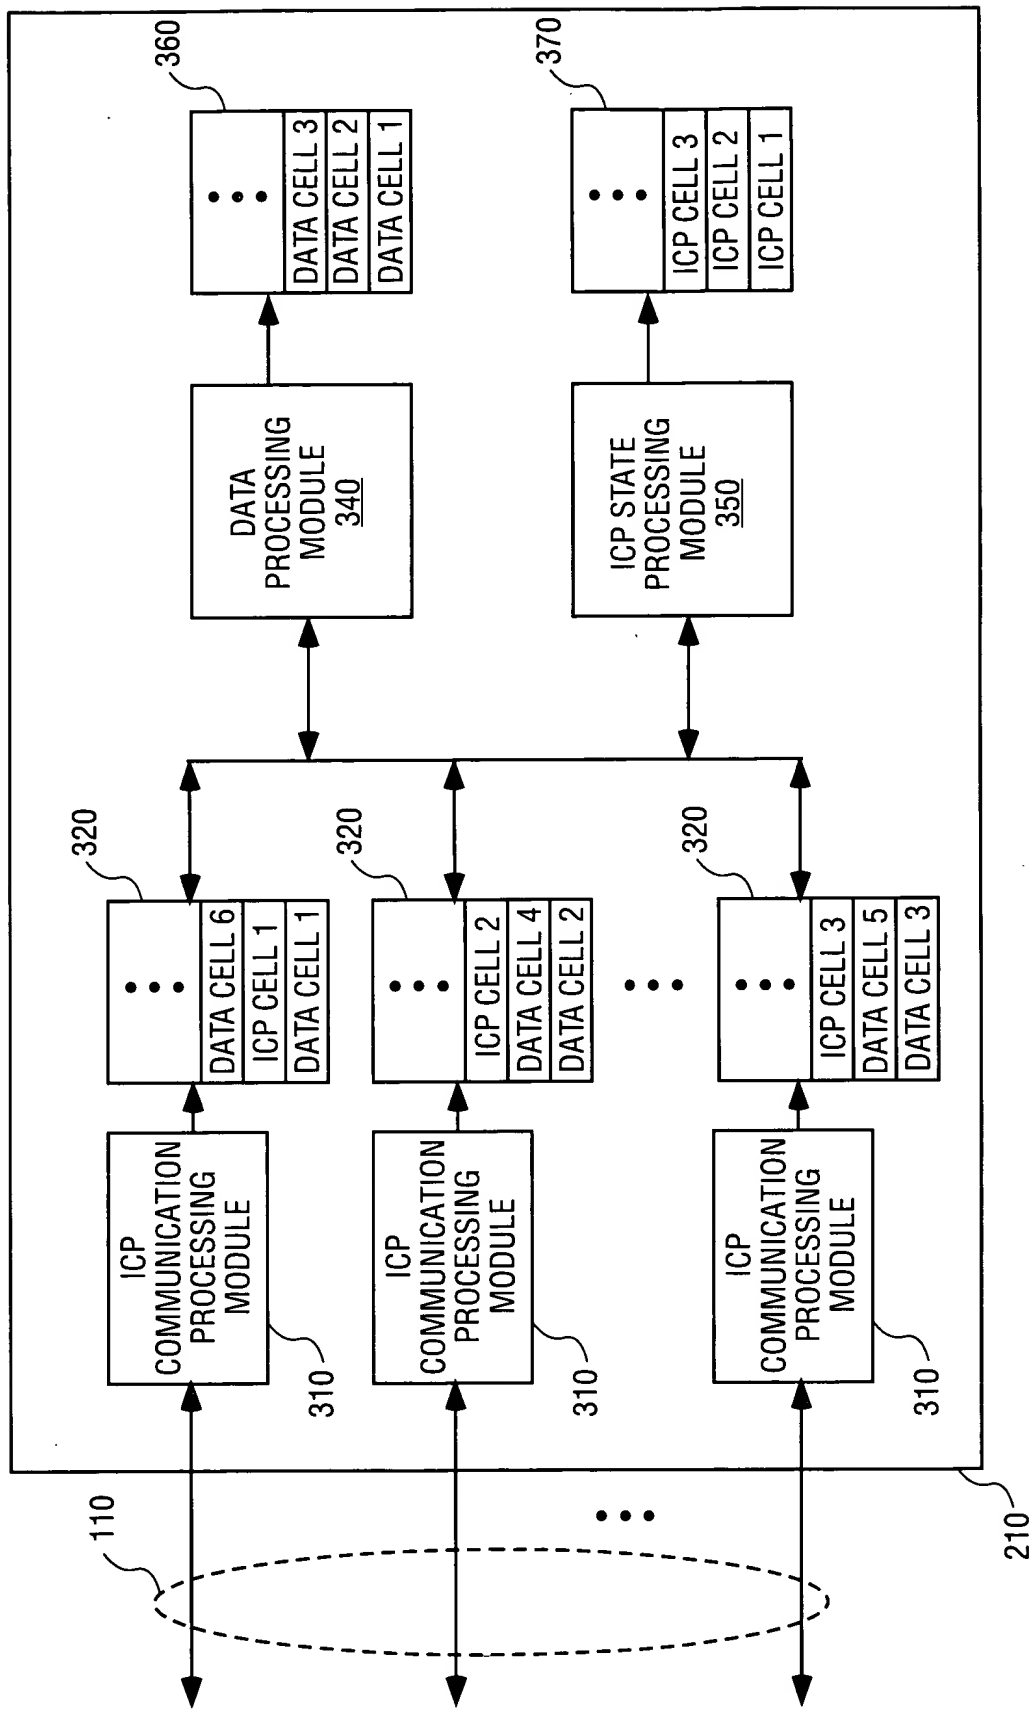 110
210
ICP
COMMUNICATION
PROCESSING
MODULE
310
320
DATA CELL 6
ICP CELL 1
DATA CELL 1
ICP
COMMUNICATION
PROCESSING
MODULE
310
320
ICP CELL 2
DATA CELL 4
DATA CELL 2
ICP
COMMUNICATION
PROCESSING
MODULE
310
320
ICP CELL 3
DATA CELL 5
DATA CELL 3
DATA
PROCESSING
MODULE
340
360
DATA CELL 3
DATA CELL 2
DATA CELL 1
ICP STATE
PROCESSING
MODULE
350
370
ICP CELL 3
ICP CELL 2
ICP CELL 1